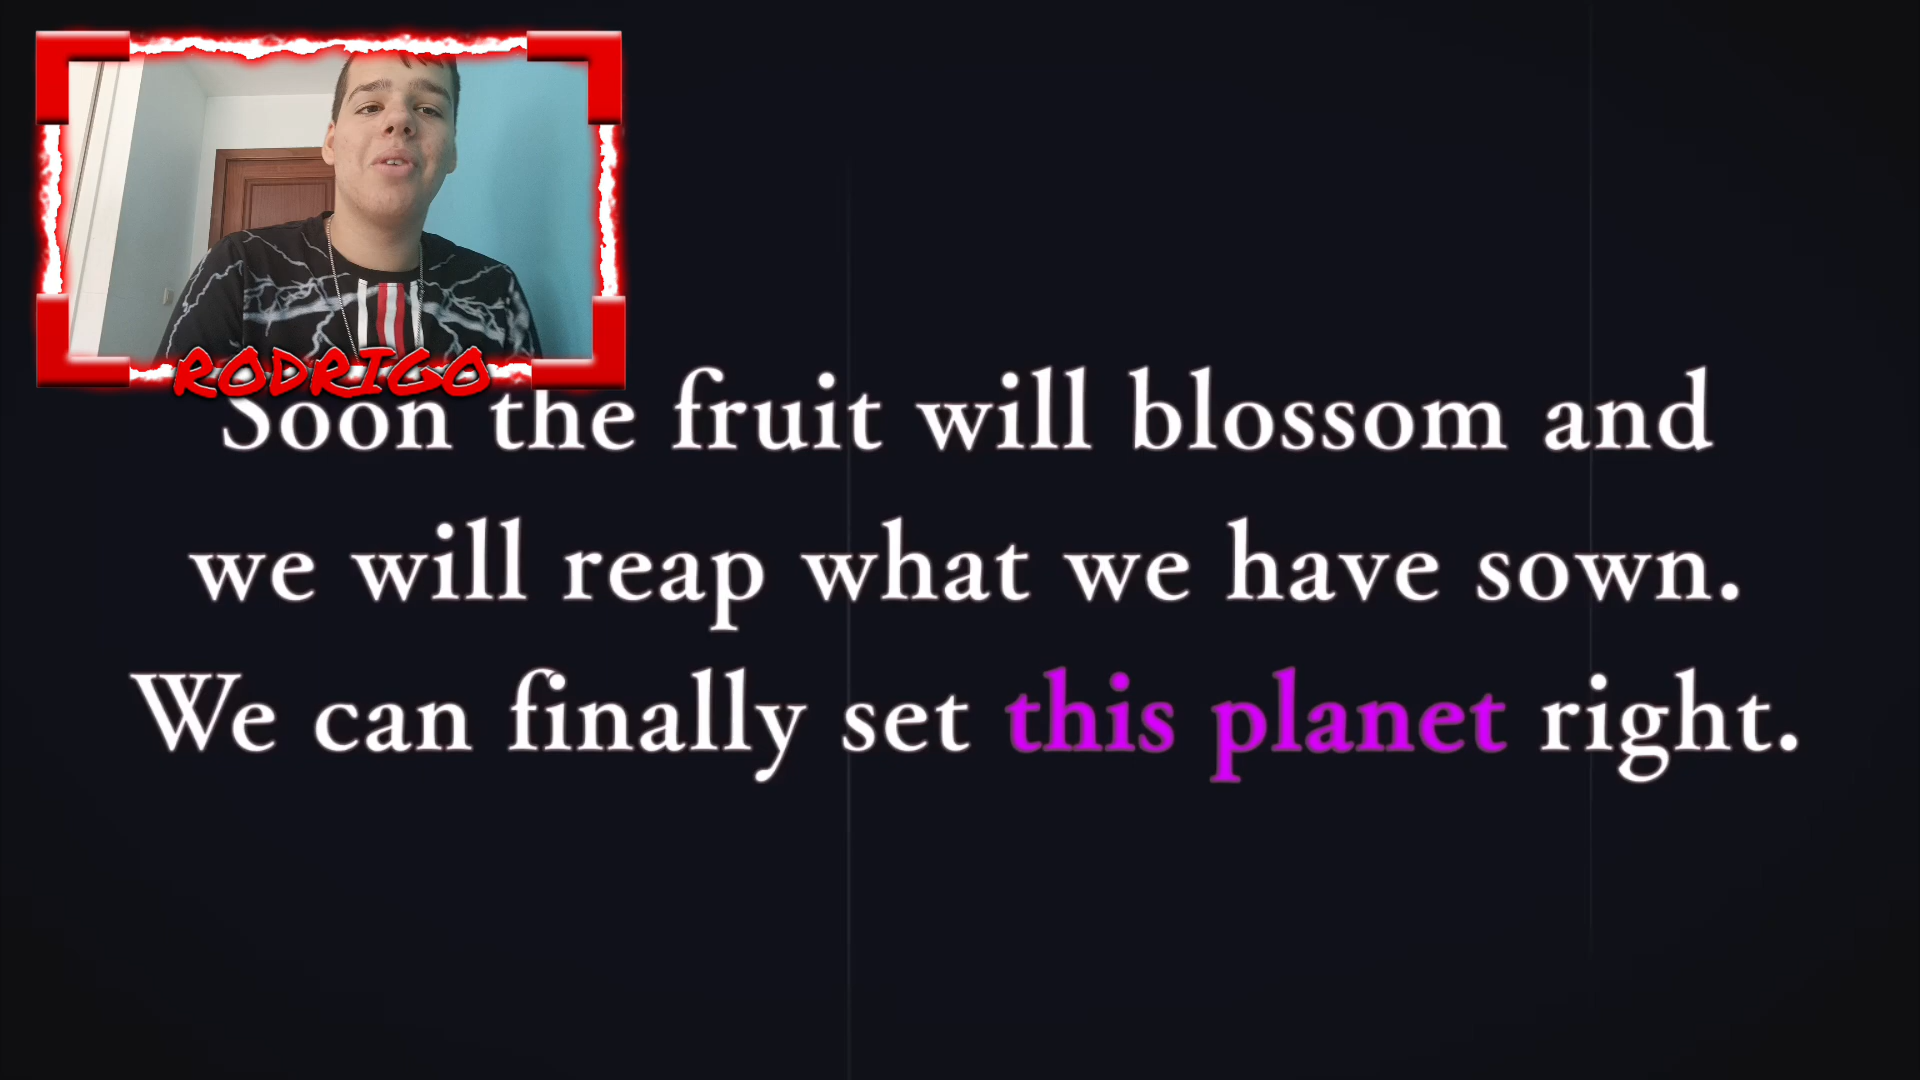 RODRIGO
Soon the fruit will blossom and
we will reap what we have sown.
We can finally set this planet right.